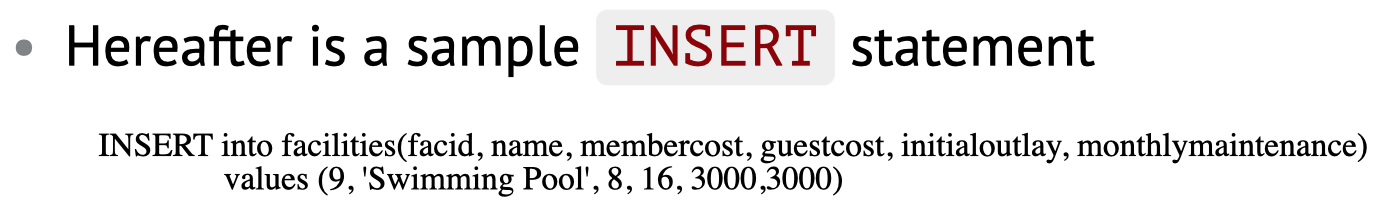 Hereafter is a sample INSERT statement
INSERT into facilities(facid, name, membercost, guestcost, initialoutlay, monthlymaintenance)
values (9, 'Swimming Pool', 8, 16, 3000,3000)